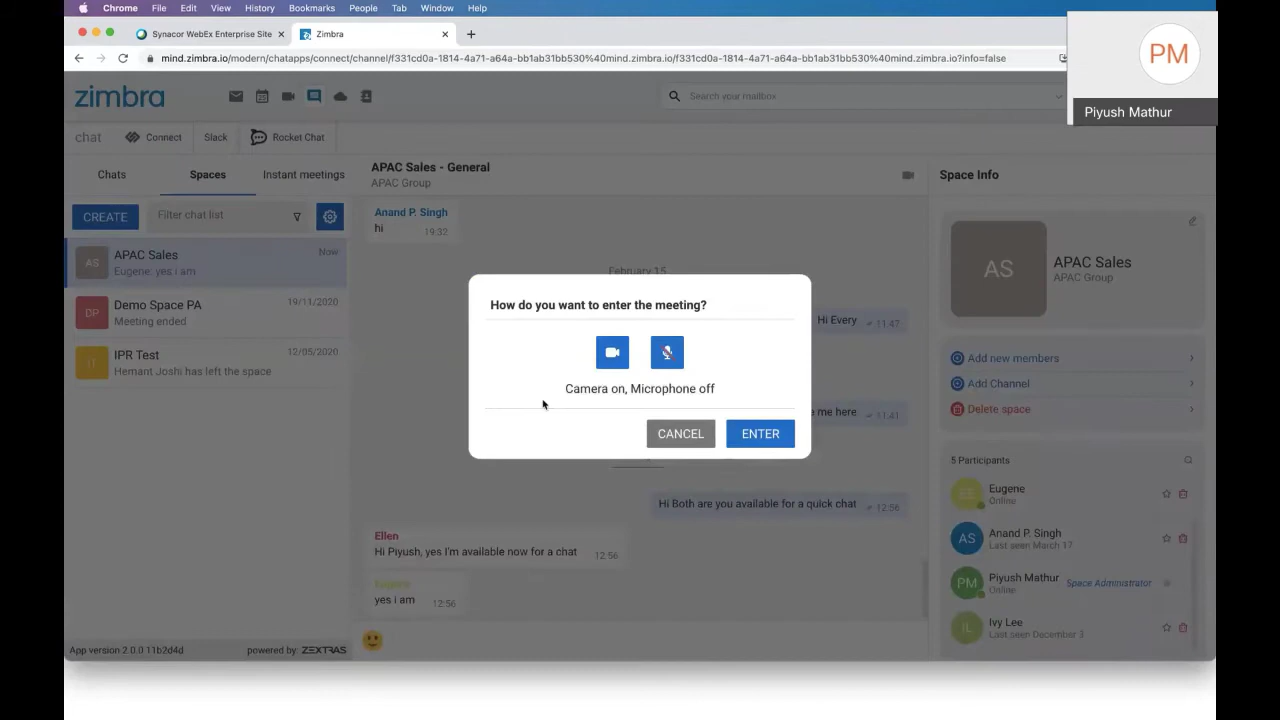 Chrome File Edit View History Bookmarks People Tab Window Help
Synacor WebEx Enterprise Site
Zimbra
mind.zimbra.io/modern/chatapps/connect/channel/f331cd0a-1814-4a71-a64a-bb1ab31bb530%40mind.zimbra.io/f331cd0a-1814-4a71-a64a-bb1ab31bb530%40mind.zimbra.io?info=false
PM
Piyush Mathur
zimbra
Search your mailbox
chat
Connect
Slack
Rocket Chat
Chats
Spaces
Instant meetings
CREATE
Filter chat list
AS
APAC Sales
Now
Eugene: yes i am
DP
Demo Space PA
19/11/2020
Meeting ended
IT
IPR Test
12/05/2020
Hemant Joshi has left the space
App version 2.0.0 11b2d4d
powered by: ZEXTRAS
APAC Sales - General
APAC Group
Anand P. Singh
hi
19:32
February 15
Hi Every
11:47
e me here
11:41
How do you want to enter the meeting?
Camera on, Microphone off
CANCEL
ENTER
Hi Both are you available for a quick chat
12:56
Ellen
Hi Piyush, yes I'm available now for a chat
12:56
Eugene
yes i am
12:56
Space Info
AS
APAC Sales
APAC Group
Add new members
Add Channel
Delete space
5 Participants
EE
Eugene
Online
AS
Anand P. Singh
Last seen March 17
PM
Piyush Mathur
Space Administrator
Online
IL
Ivy Lee
Last seen December 3